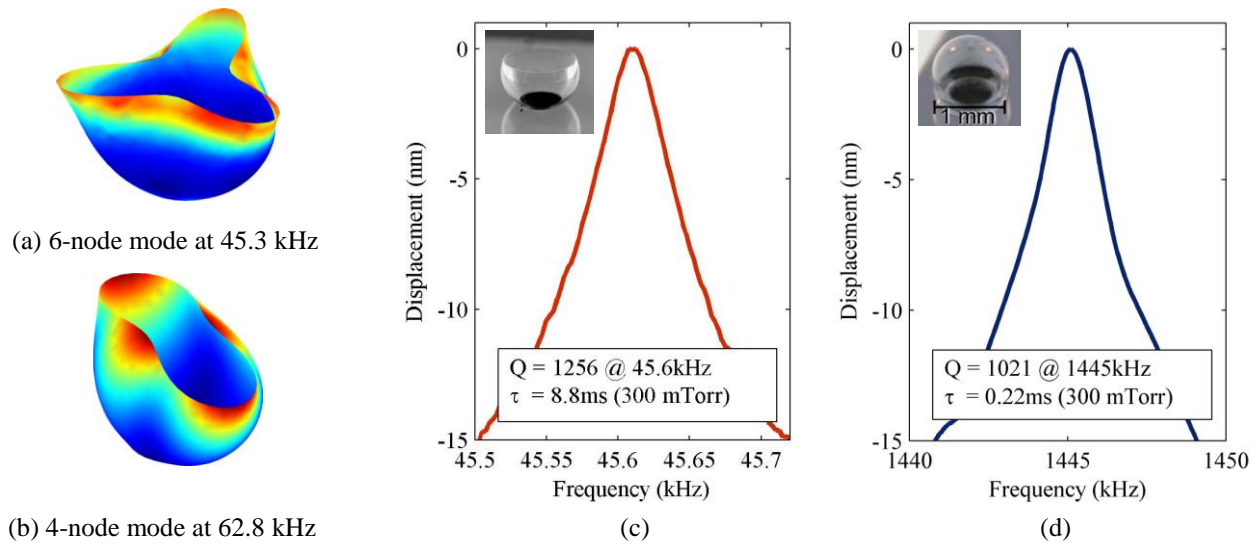 (a) 6-node mode at 45.3 kHz
(b) 4-node mode at 62.8 kHz
Displacement (nm)
0
-5
-10
-15
Q = 1256 @ 45.6kHz
τ = 8.8ms (300 mTorr)
45.5 45.55 45.6 45.65 45.7
Frequency (kHz)
(c)
Displacement (nm)
0
-5
-10
-15
1 mm
Q = 1021 @ 1445kHz
τ = 0.22ms (300 mTorr)
1440 1445 1450
Frequency (kHz)
(d)